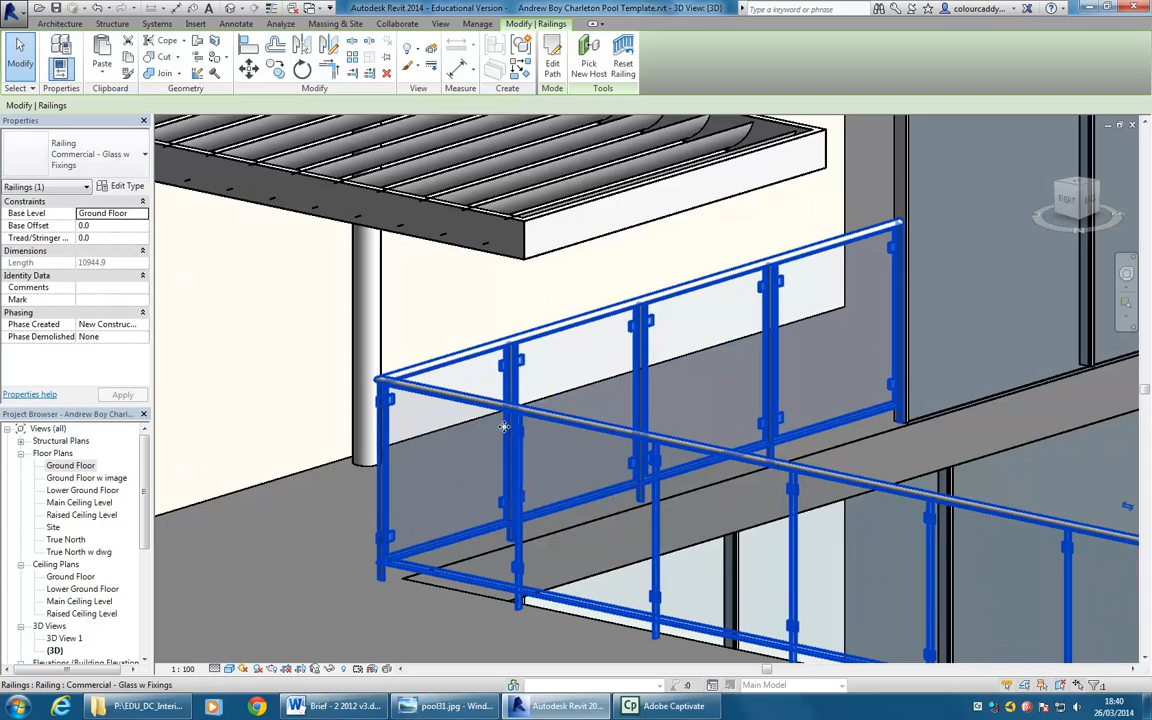 Autodesk Revit 2014 - Educational Version - Andrew Boy Charleton Pool Template.rvt - 3D View: {3D}
Type a keyword or phrase
colourcaddy...
Architecture Structure Systems Insert Annotate Analyze Massing & Site Collaborate View Manage Extensions Modify | Railings
Modify Paste Cope Cut Join Edit Path Pick New Host Reset Railing
Select Properties Clipboard Geometry Modify View Measure Create Mode Tools
Modify | Railings
Properties
Railing
Commercial - Glass w
Fixings
Railings (1) Edit Type
Constraints
Base Level Ground Floor
Base Offset 0.0
Tread/Stringer ... 0.0
Dimensions
Length 10944.9
Identity Data
Comments
Mark
Phasing
Phase Created New Construc...
Phase Demolished None
Properties help Apply
Project Browser - Andrew Boy Charl...
Views (all)
Structural Plans
Floor Plans
Ground Floor
Ground Floor w image
Lower Ground Floor
Main Ceiling Level
Raised Ceiling Level
Site
True North
True North w dwg
Ceiling Plans
Ground Floor
Lower Ground Floor
Main Ceiling Level
Raised Ceiling Level
3D Views
3D View 1
{3D}
Elevations (Building Elevation)
RIGHT
BACK
1 : 100
Railings : Railing : Commercial - Glass w Fixings
:0
Main Model
:1
P:\EDU_DC_Interi...
Brief - 2 2012 v3.d...
pool31.jpg - Wind...
Autodesk Revit 20...
Adobe Captivate
18:40
26/03/2014